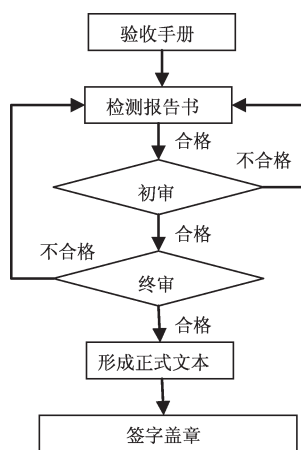 验收手册
检测报告书
合格
不合格
初审
合格
不合格
终审
合格
形成正式文本
签字盖章